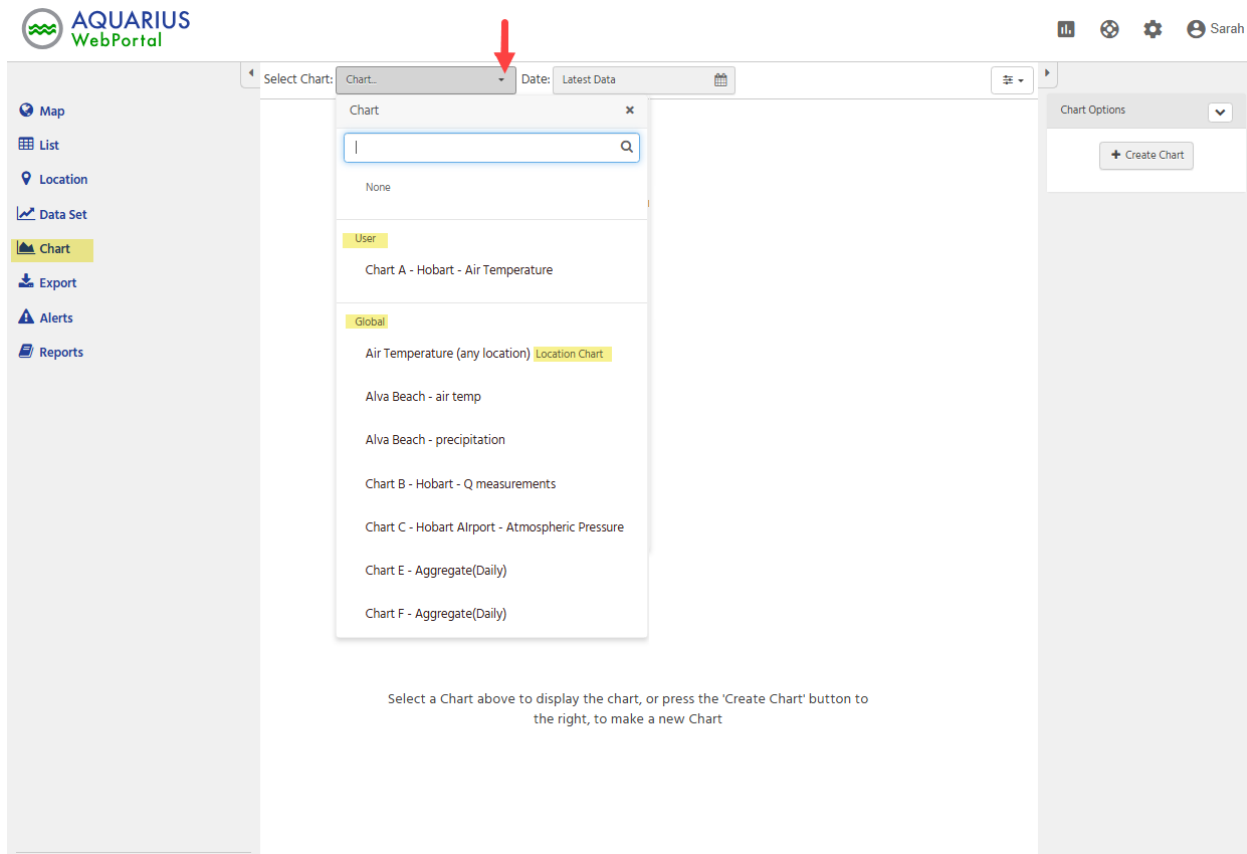 AQUARIUS
WebPortal
Sarah
Select Chart: Chart... Date: Latest Data
Map
List
Location
Data Set
Chart
Export
Alerts
Reports
Chart
None
User
Chart A - Hobart - Air Temperature
Global
Air Temperature (any location) Location Chart
Alva Beach - air temp
Alva Beach - precipitation
Chart B - Hobart - Q measurements
Chart C - Hobart AIrport - Atmospheric Pressure
Chart E - Aggregate(Daily)
Chart F - Aggregate(Daily)
Select a Chart above to display the chart, or press the 'Create Chart' button to
the right, to make a new Chart
Chart Options
+ Create Chart